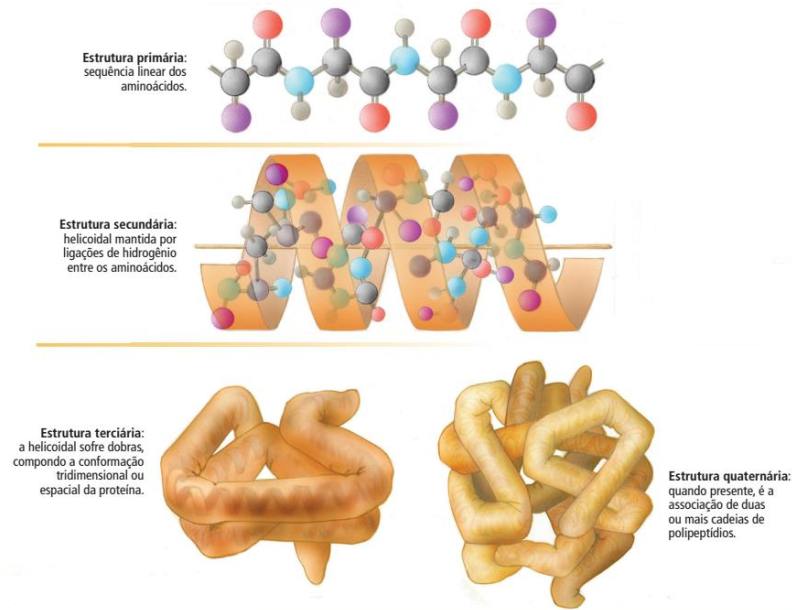 Estrutura primária:
sequência linear dos
aminoácidos.
Estrutura secundária:
helicoidal mantida por
ligações de hidrogênio
entre os aminoácidos.
Estrutura terciária:
a helicoidal sofre dobras,
compondo a conformação
tridimensional ou
espacial da proteína.
Estrutura quaternária:
quando presente, é a
associação de duas
ou mais cadeias de
polipeptídios.